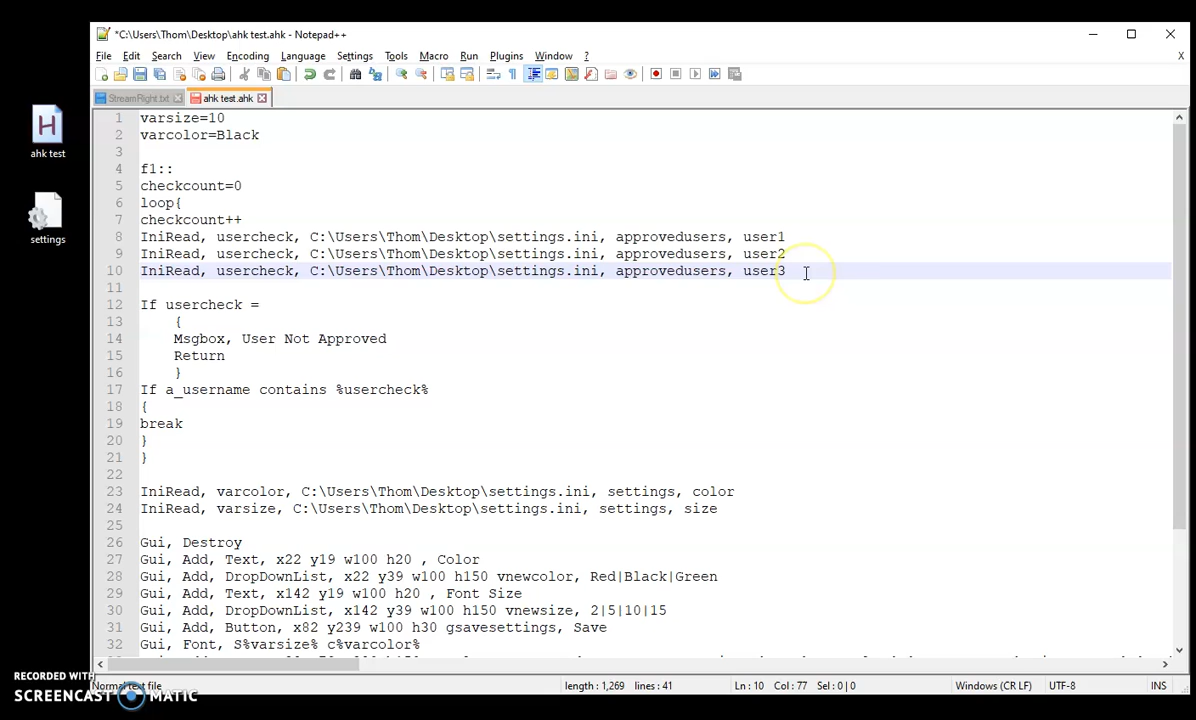 *C:\Users\Thom\Desktop\ahk test.ahk - Notepad++
File Edit Search View Encoding Language Settings Tools Macro Run Plugins Window ?
X
StreamRight.txt ahk test.ahk
1 varsize=10
2 varcolor=Black
3
4 f1::
5 checkcount=0
6 loop{
7 checkcount++
8 IniRead, usercheck, C:\Users\Thom\Desktop\settings.ini, approvedusers, user1
9 IniRead, usercheck, C:\Users\Thom\Desktop\settings.ini, approvedusers, user2
10 IniRead, usercheck, C:\Users\Thom\Desktop\settings.ini, approvedusers, user3
11
12 If usercheck =
13 {
14 Msgbox, User Not Approved
15 Return
16 }
17 If a_username contains %usercheck%
18 {
19 break
20 }
21 }
22
23 IniRead, varcolor, C:\Users\Thom\Desktop\settings.ini, settings, color
24 IniRead, varsize, C:\Users\Thom\Desktop\settings.ini, settings, size
25
26 Gui, Destroy
27 Gui, Add, Text, x22 y19 w100 h20 , Color
28 Gui, Add, DropDownList, x22 y39 w100 h150 vnewcolor, Red|Black|Green
29 Gui, Add, Text, x142 y19 w100 h20 , Font Size
30 Gui, Add, DropDownList, x142 y39 w100 h150 vnewsize, 2|5|10|15
31 Gui, Add, Button, x82 y239 w100 h30 gsavesettings, Save
32 Gui, Font, S%varsize% c%varcolor%
H
ahk test
settings
Normal text file length : 1,269 lines : 41 Ln : 10 Col : 77 Sel : 0 | 0 Windows (CR LF) UTF-8 INS
RECORDED WITH
SCREENCAST MATIC